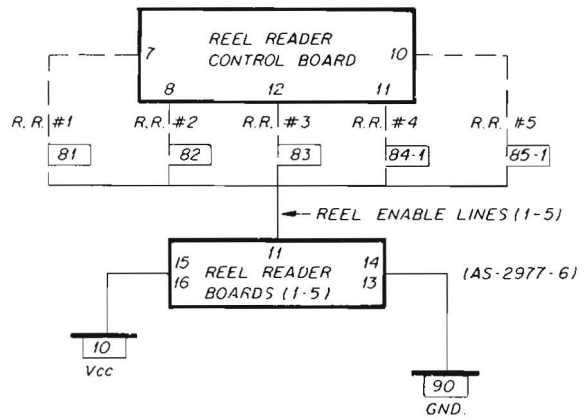 REEL READER
CONTROL BOARD
7
10
8
12
11
R.R.#1
R.R.#2
R.R.#3
R.R.#4
R.R.#5
81
82
83
84-1
85-1
REEL ENABLE LINES (1-5)
11
15
14
REEL READER
16
13
BOARDS (1-5)
(AS-2977-6)
10
Vcc
90
GND.